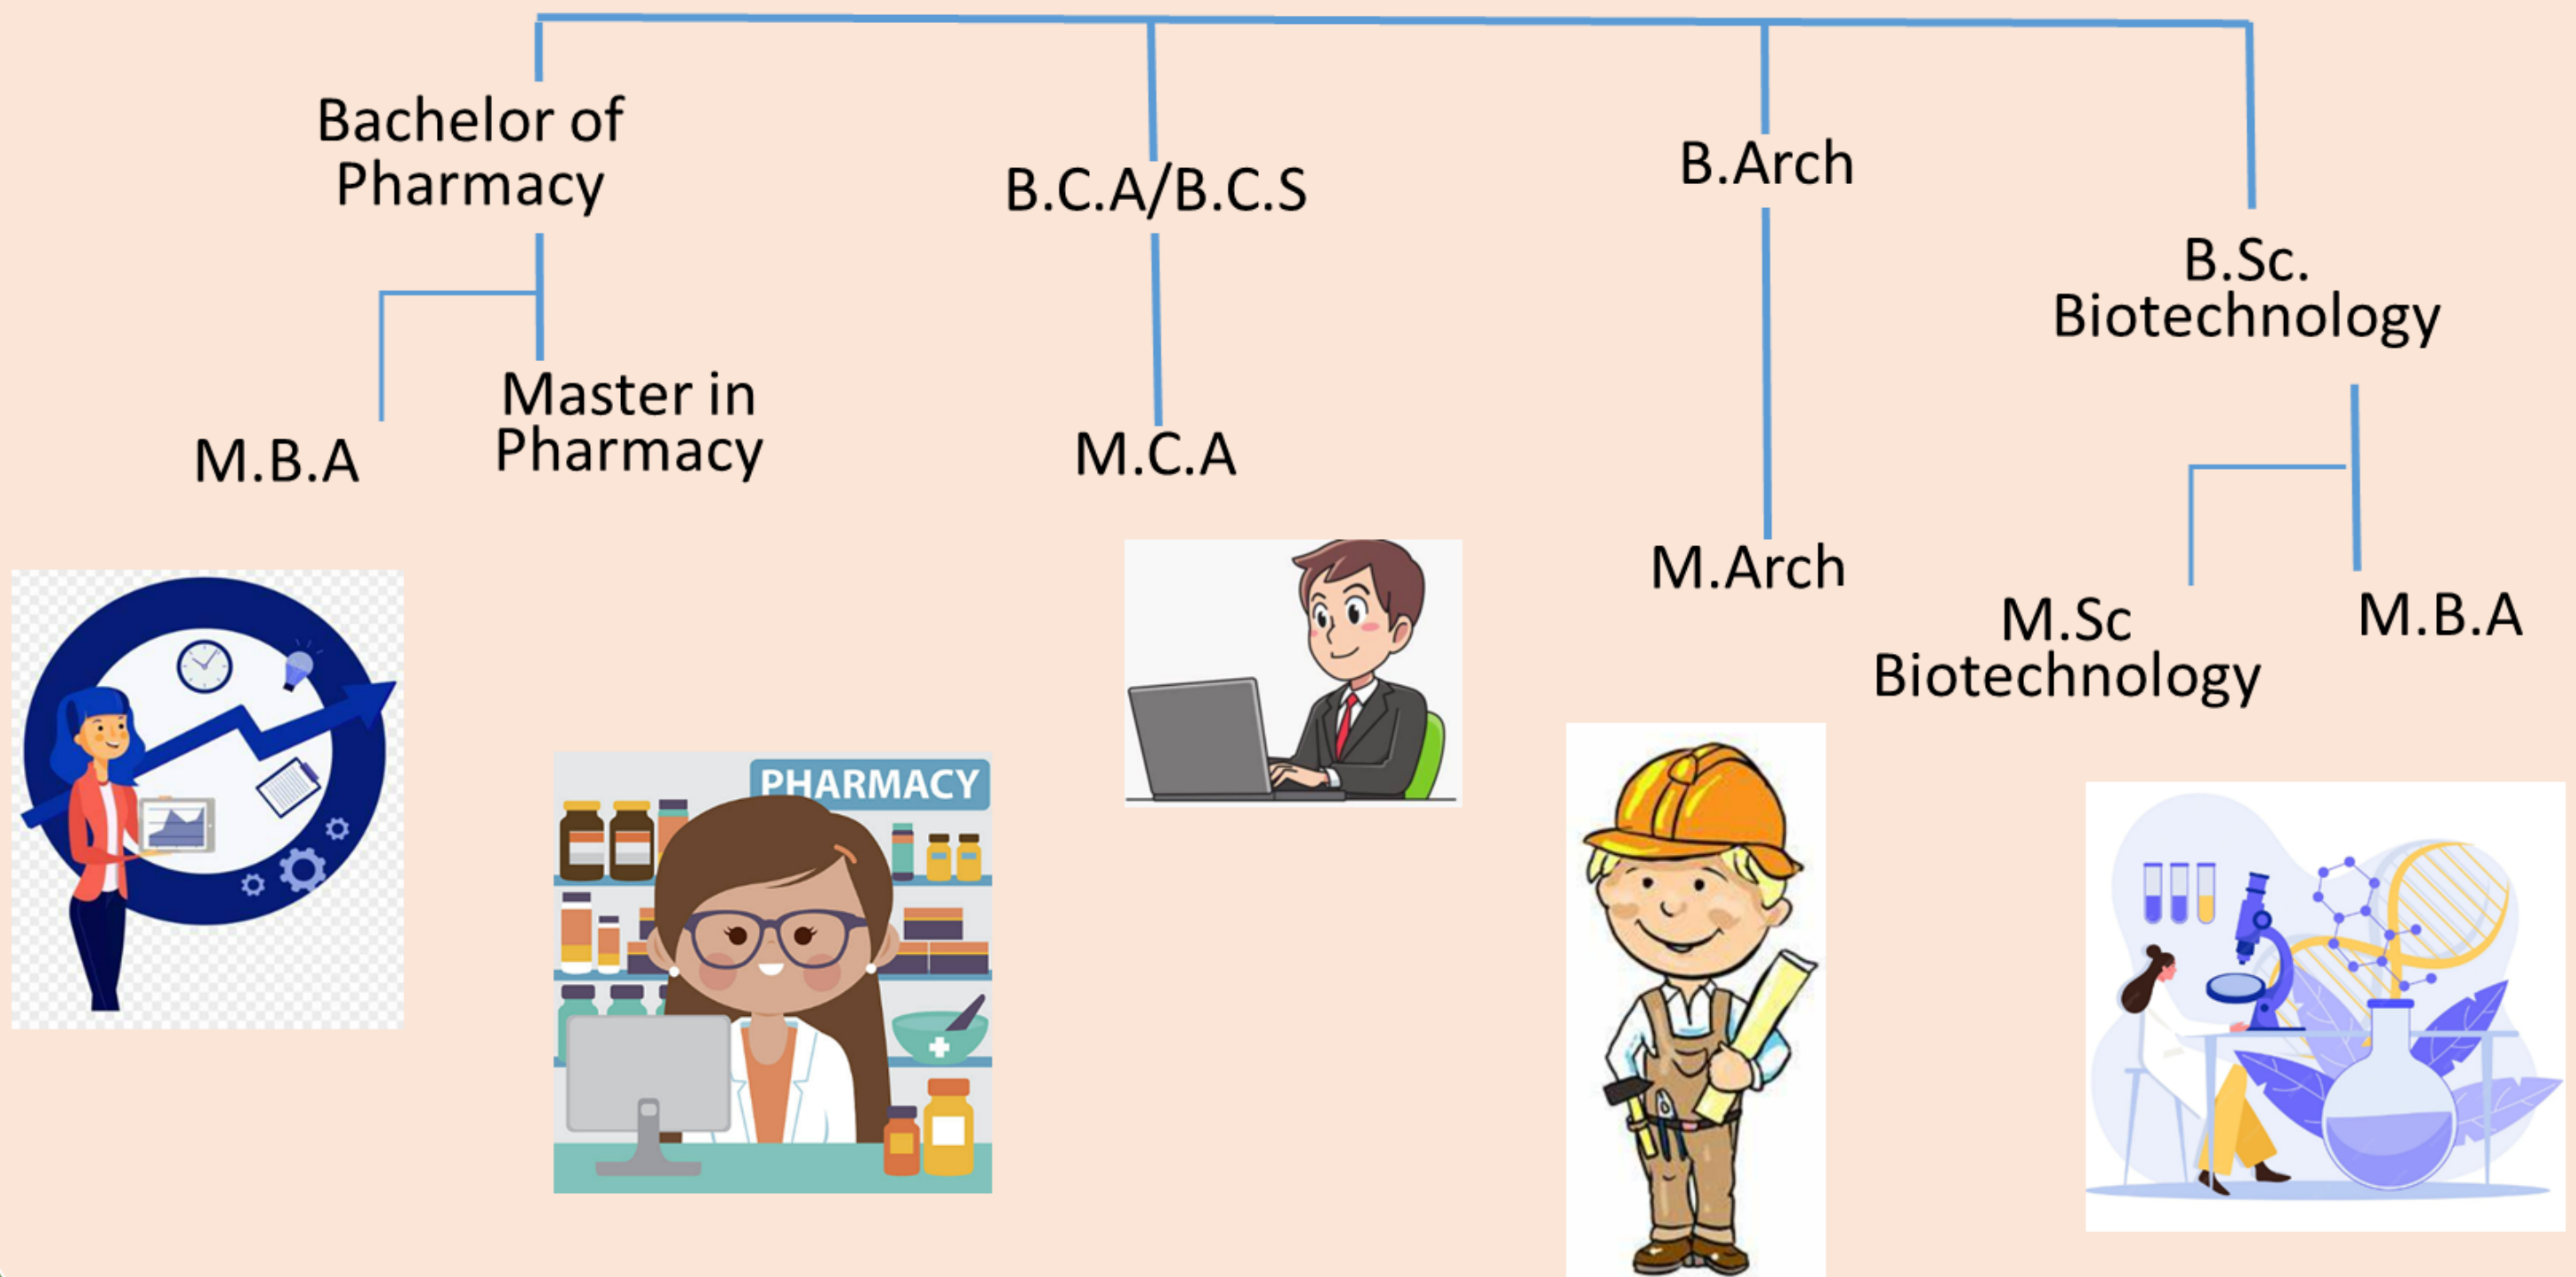 Bachelor of
Pharmacy
B.C.A/B.C.S
B.Arch
B.Sc.
Biotechnology
M.B.A
Master in
Pharmacy
M.C.A
M.Arch
M.Sc
Biotechnology
M.B.A
PHARMACY